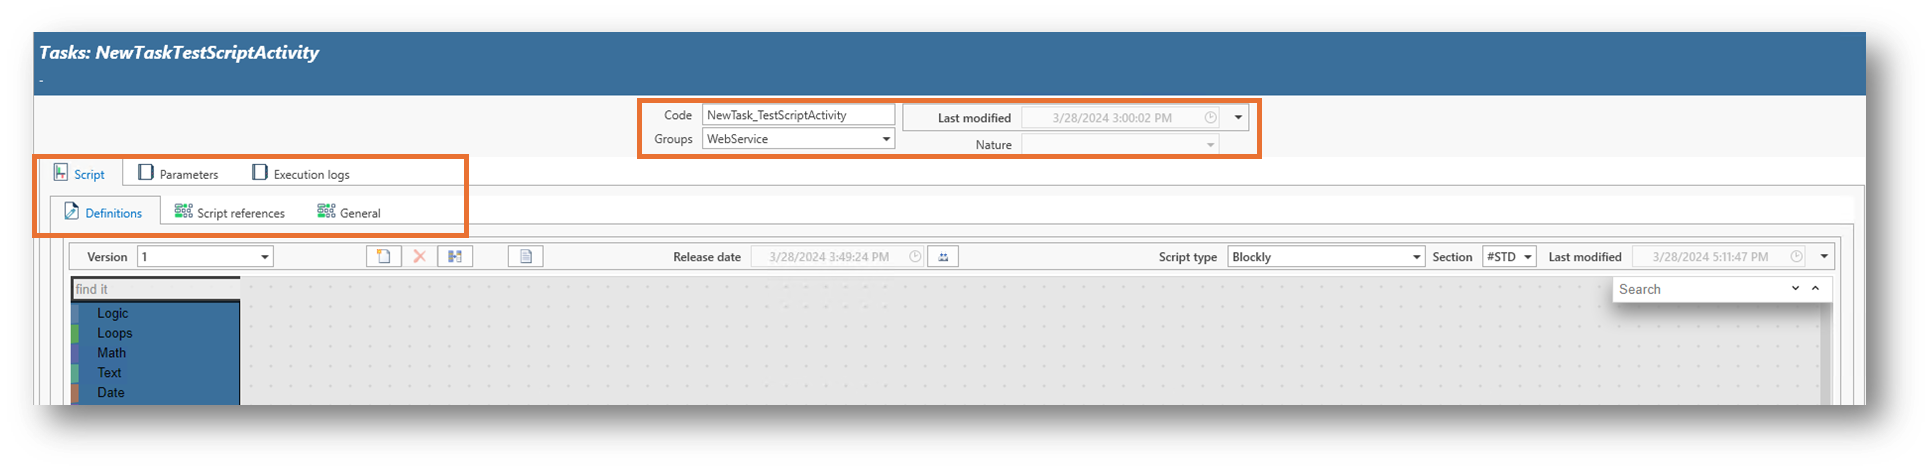 Tasks: NewTaskTestScriptActivity
-
Code NewTask_TestScriptActivity Last modified 3/28/2024 3:00:02 PM
Groups WebService Nature
Script Parameters Execution logs
Definitions Script references General
Version 1 Release date 3/28/2024 3:49:24 PM Script type Blockly Section #STD Last modified 3/28/2024 5:11:47 PM
find it Search
Logic
Loops
Math
Text
Date